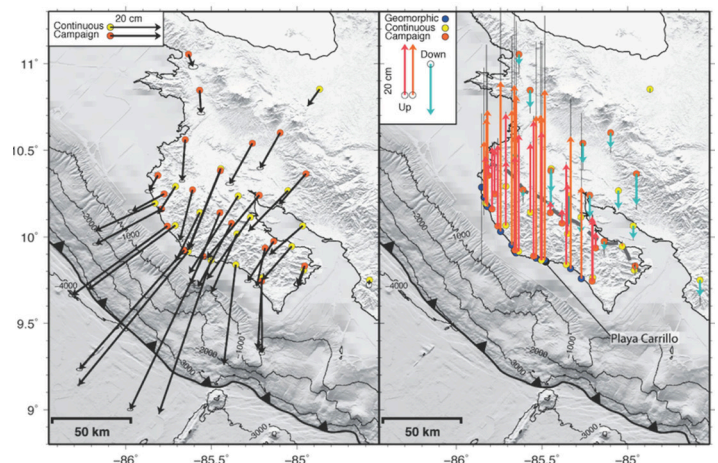 20 cm
Continuous
Campaign
11°
10.5°
10°
9.5°
9°
-1000
-4000
-2000
-1000
-3000
50 km
-86°
-85.5°
-85°
Geomorphic
Continuous
Campaign
20 cm
Down
Up
-1000
-4000
Playa Carrillo
-2000
-1000
-3000
50 km
-86°
-85.5°
-85°